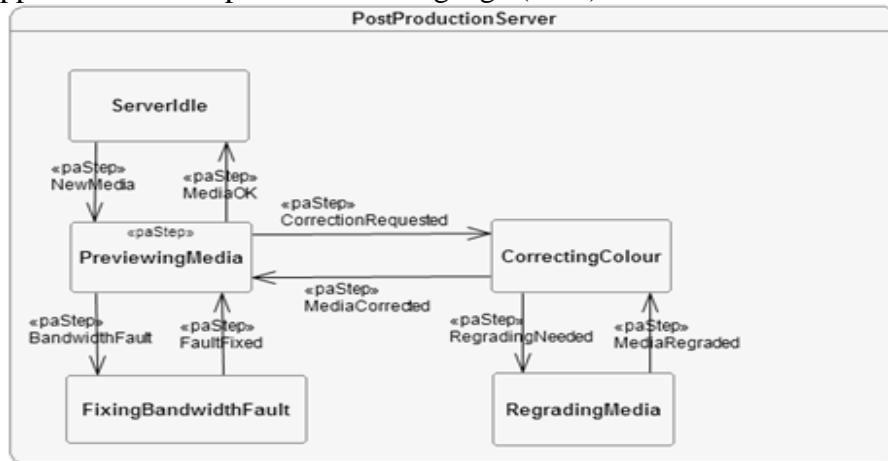 PostProductionServer
ServerIdle
«paStep»
NewMedia
«paStep»
MediaOK
«paStep»
CorrectionRequested
«paStep»
PreviewingMedia
CorrectingColour
«paStep»
MediaCorrected
«paStep»
BandwidthFault
«paStep»
FaultFixed
«paStep»
RegradingNeeded
«paStep»
MediaRegraded
FixingBandwidthFault
RegradingMedia